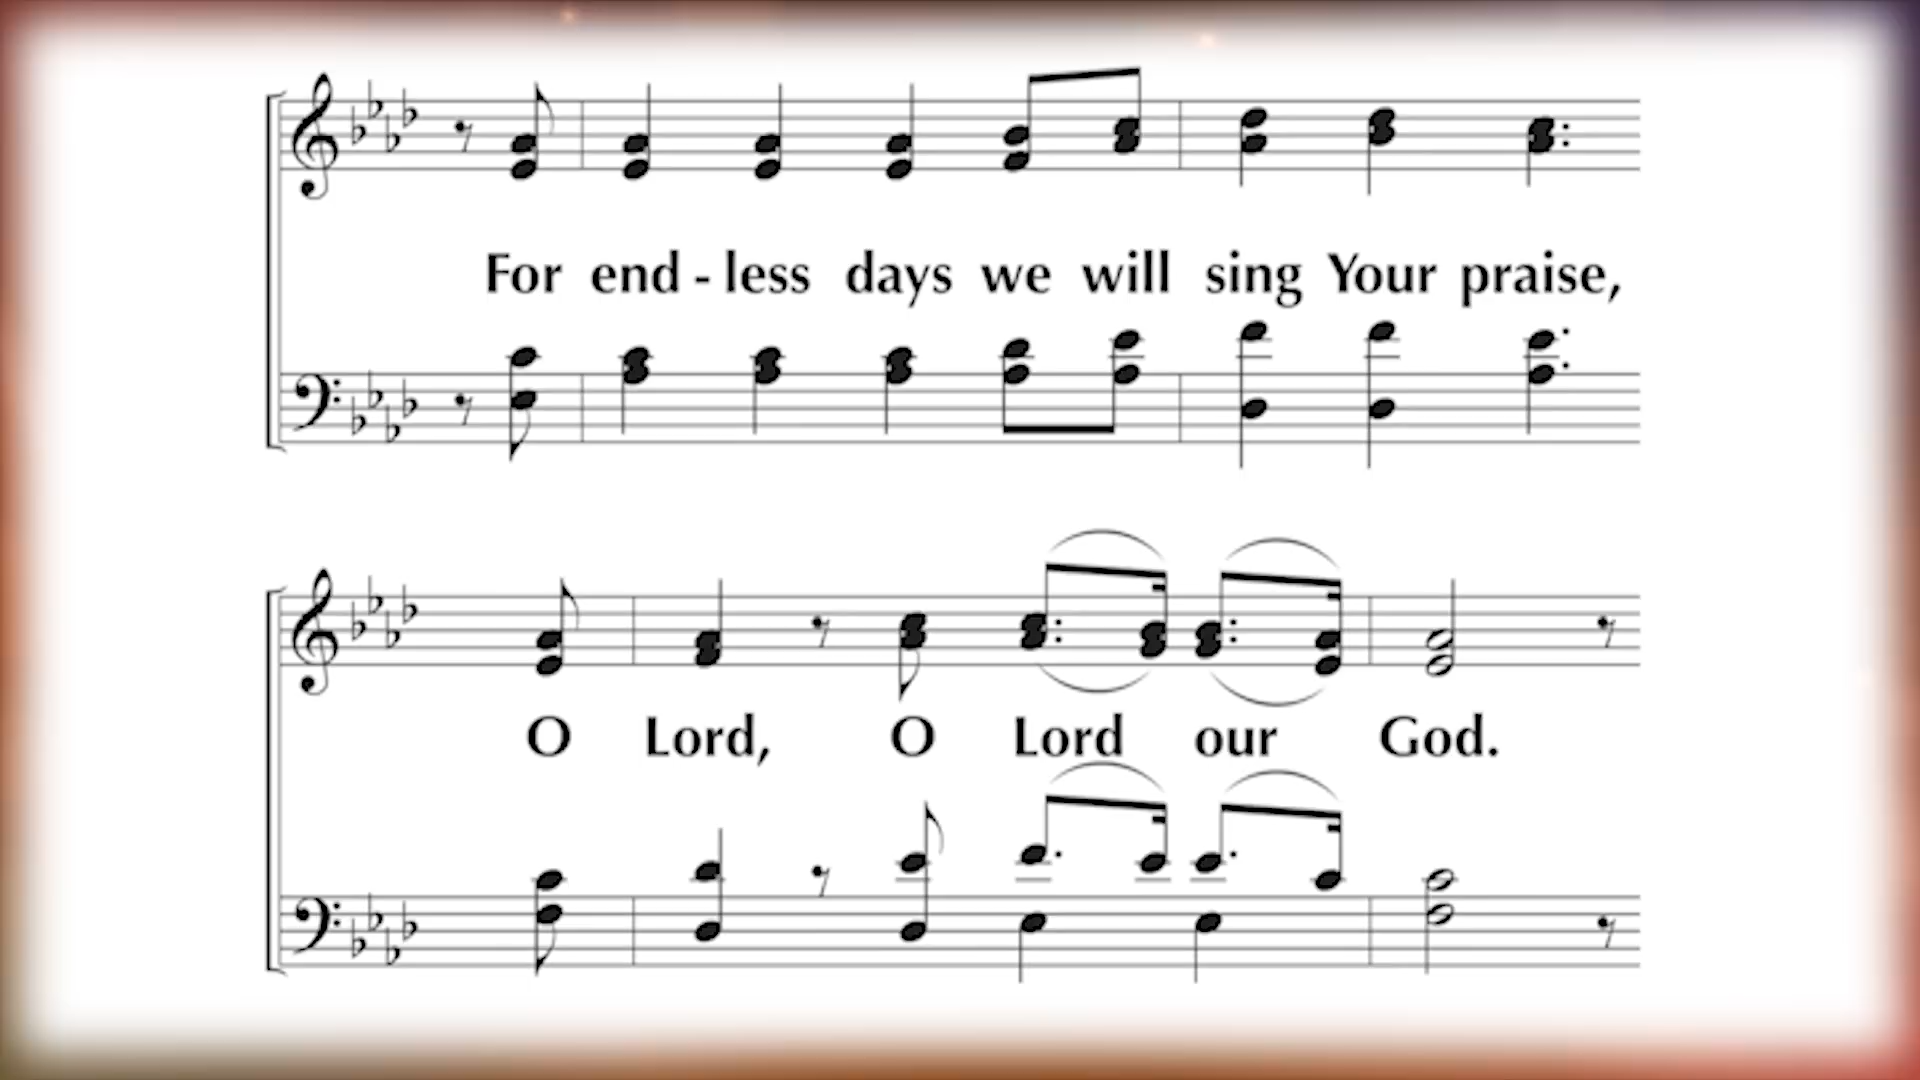 For end - less days we will sing Your praise,
O Lord, O Lord our God.